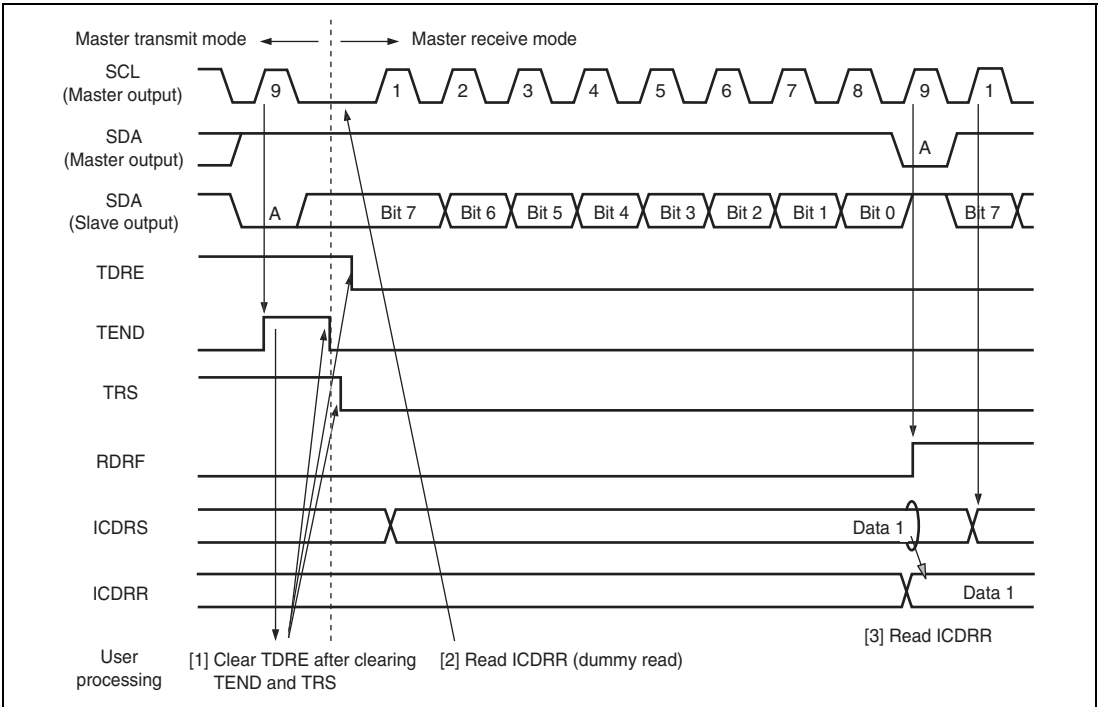 Master transmit mode
Master receive mode
SCL
(Master output)
9
1
2
3
4
5
6
7
8
9
1
SDA
(Master output)
A
SDA
(Slave output)
A
Bit 7
Bit 6
Bit 5
Bit 4
Bit 3
Bit 2
Bit 1
Bit 0
Bit 7
TDRE
TEND
TRS
RDRF
ICDRS
Data 1
ICDRR
Data 1
User
processing
[1] Clear TDRE after clearing
TEND and TRS
[2] Read ICDRR (dummy read)
[3] Read ICDRR